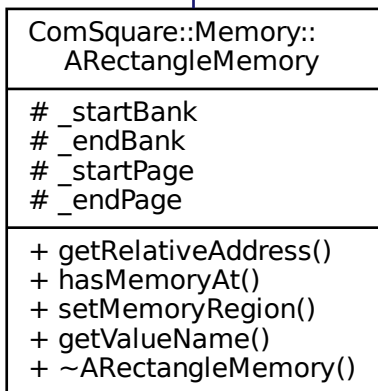 ComSquare::Memory::
ARectangleMemory
# _startBank
# _endBank
# _startPage
# _endPage
+ getRelativeAddress()
+ hasMemoryAt()
+ setMemoryRegion()
+ getValueName()
+ ~ARectangleMemory()